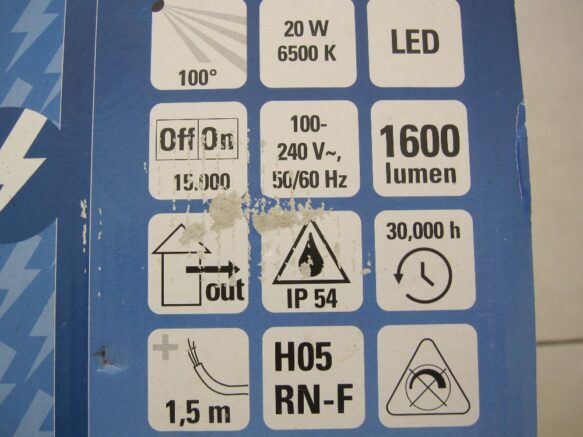 100°
20 W
6500 K
LED
Off On
15.000
100-
240 V~,
50/60 Hz
1600
lumen
out
IP 54
30,000 h
1,5 m
H05
RN-F